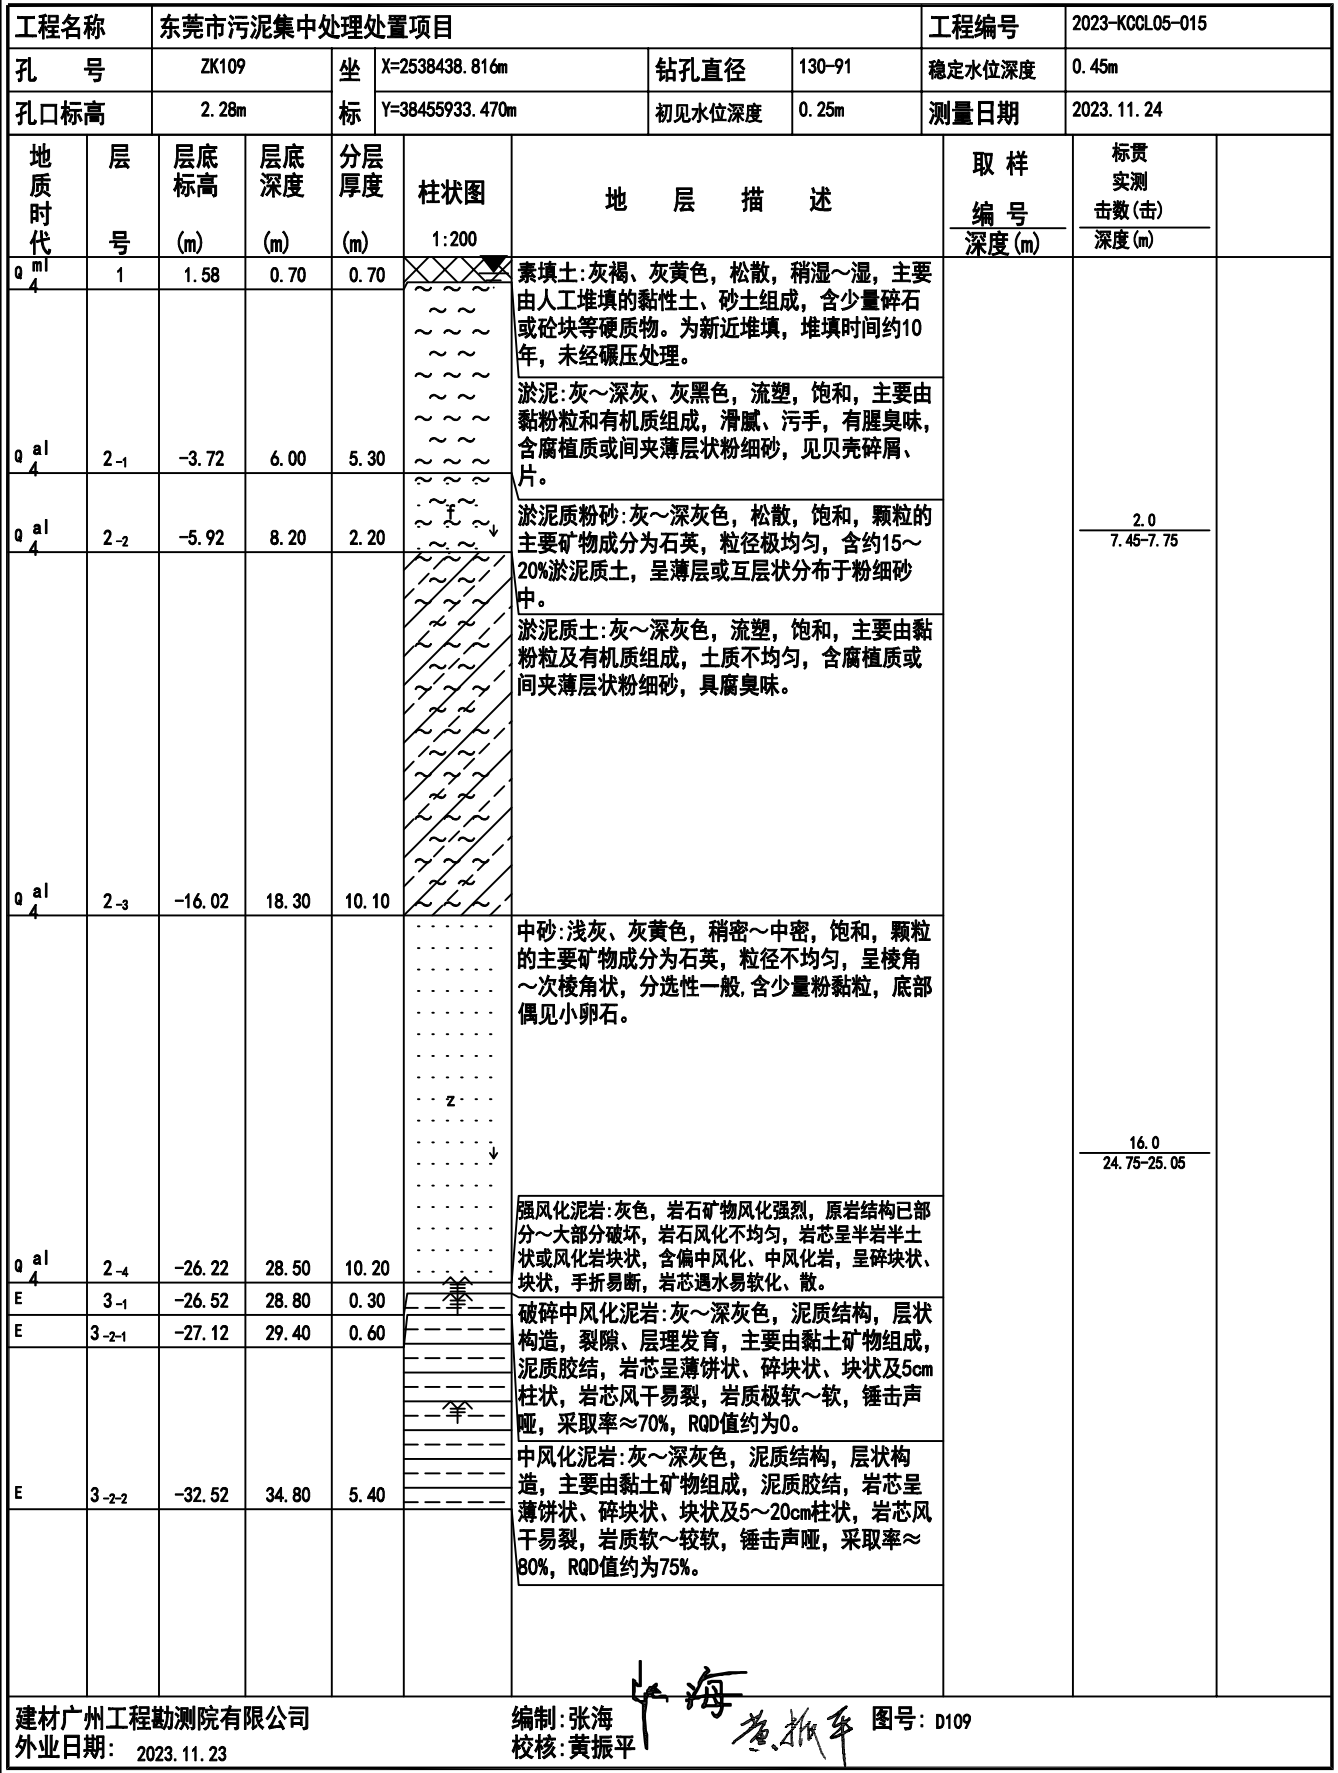 工程名称 东莞市污泥集中处理处置项目 工程编号 2023-KCCL05-015
孔 号 ZK109 坐 X=2538438.816m 钻孔直径 130-91 稳定水位深度 0.45m
孔口标高 2.28m 标 Y=38455933.470m 初见水位深度 0.25m 测量日期 2023.11.24
地质时代 层号 层底标高(m) 层底深度(m) 分层厚度(m) 柱状图 1:200 地 层 描 述 取 样 编 号 深度(m) 标贯实测击数(击) 深度(m)
Q ml 4 1 1.58 0.70 0.70
素填土:灰褐、灰黄色，松散，稍湿～湿，主要
由人工堆填的黏性土、砂土组成，含少量碎石
或砼块等硬质物。为新近堆填，堆填时间约10
年，未经碾压处理。
淤泥:灰～深灰、灰黑色，流塑，饱和，主要由
黏粉粒和有机质组成，滑腻、污手，有腥臭味，
含腐植质或间夹薄层状粉细砂，见贝壳碎屑、
片。
Q al 4 2-1 -3.72 6.00 5.30
淤泥质粉砂:灰～深灰色，松散，饱和，颗粒的
主要矿物成分为石英，粒径极均匀，含约15～
20%淤泥质土，呈薄层或互层状分布于粉细砂
中。
f
Q al 4 2-2 -5.92 8.20 2.20
2.0
7.45-7.75
淤泥质土:灰～深灰色，流塑，饱和，主要由黏
粉粒及有机质组成，土质不均匀，含腐植质或
间夹薄层状粉细砂，具腐臭味。
Q al 4 2-3 -16.02 18.30 10.10
中砂:浅灰、灰黄色，稍密～中密，饱和，颗粒
的主要矿物成分为石英，粒径不均匀，呈棱角
～次棱角状，分选性一般,含少量粉黏粒，底部
偶见小卵石。
z
16.0
24.75-25.05
强风化泥岩:灰色，岩石矿物风化强烈，原岩结构已部
分～大部分破坏，岩石风化不均匀，岩芯呈半岩半土
状或风化岩块状，含偏中风化、中风化岩，呈碎块状、
块状，手折易断，岩芯遇水易软化、散。
Q al 4 2-4 -26.22 28.50 10.20
E 3-1 -26.52 28.80 0.30
E 3-2-1 -27.12 29.40 0.60
破碎中风化泥岩:灰～深灰色，泥质结构，层状
构造，裂隙、层理发育，主要由黏土矿物组成，
泥质胶结，岩芯呈薄饼状、碎块状、块状及5cm
柱状，岩芯风干易裂，岩质极软～软，锤击声
哑，采取率≈70%，RQD值约为0。
中风化泥岩:灰～深灰色，泥质结构，层状构
造，主要由黏土矿物组成，泥质胶结，岩芯呈
薄饼状、碎块状、块状及5～20cm柱状，岩芯风
干易裂，岩质软～较软，锤击声哑，采取率≈
80%，RQD值约为75%。
E 3-2-2 -32.52 34.80 5.40
建材广州工程勘测院有限公司 编制:张海 张海 图号: D109
外业日期: 2023.11.23 校核:黄振平 黄振平